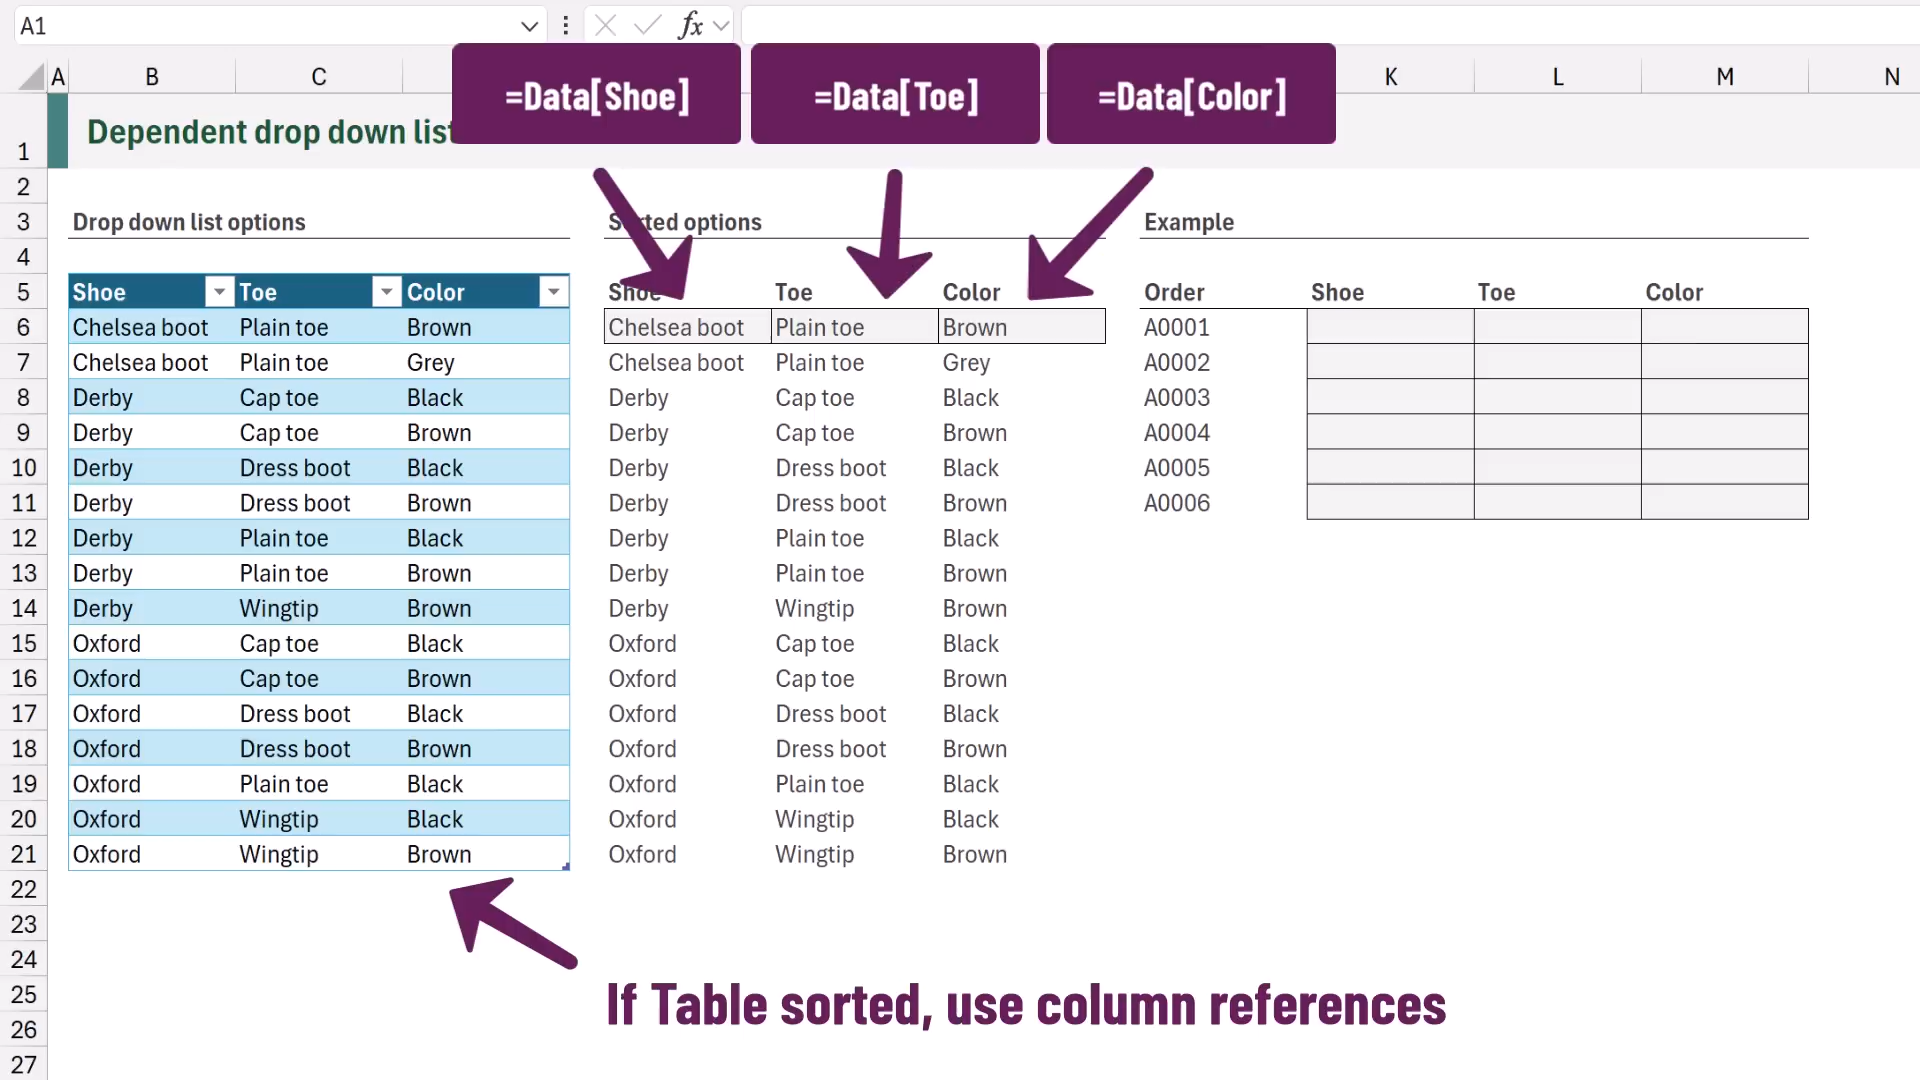 A1 fx
A B C K L M N
=Data[Shoe] =Data[Toe] =Data[Color]
1 Dependent drop down list
2
3 Drop down list options Sorted options Example
4
5 Shoe Toe Color Shoe Toe Color Order Shoe Toe Color
6 Chelsea boot Plain toe Brown Chelsea boot Plain toe Brown A0001
7 Chelsea boot Plain toe Grey Chelsea boot Plain toe Grey A0002
8 Derby Cap toe Black Derby Cap toe Black A0003
9 Derby Cap toe Brown Derby Cap toe Brown A0004
10 Derby Dress boot Black Derby Dress boot Black A0005
11 Derby Dress boot Brown Derby Dress boot Brown A0006
12 Derby Plain toe Black Derby Plain toe Black
13 Derby Plain toe Brown Derby Plain toe Brown
14 Derby Wingtip Brown Derby Wingtip Brown
15 Oxford Cap toe Black Oxford Cap toe Black
16 Oxford Cap toe Brown Oxford Cap toe Brown
17 Oxford Dress boot Black Oxford Dress boot Black
18 Oxford Dress boot Brown Oxford Dress boot Brown
19 Oxford Plain toe Black Oxford Plain toe Black
20 Oxford Wingtip Black Oxford Wingtip Black
21 Oxford Wingtip Brown Oxford Wingtip Brown
22
23
24
25 If Table sorted, use column references
26
27